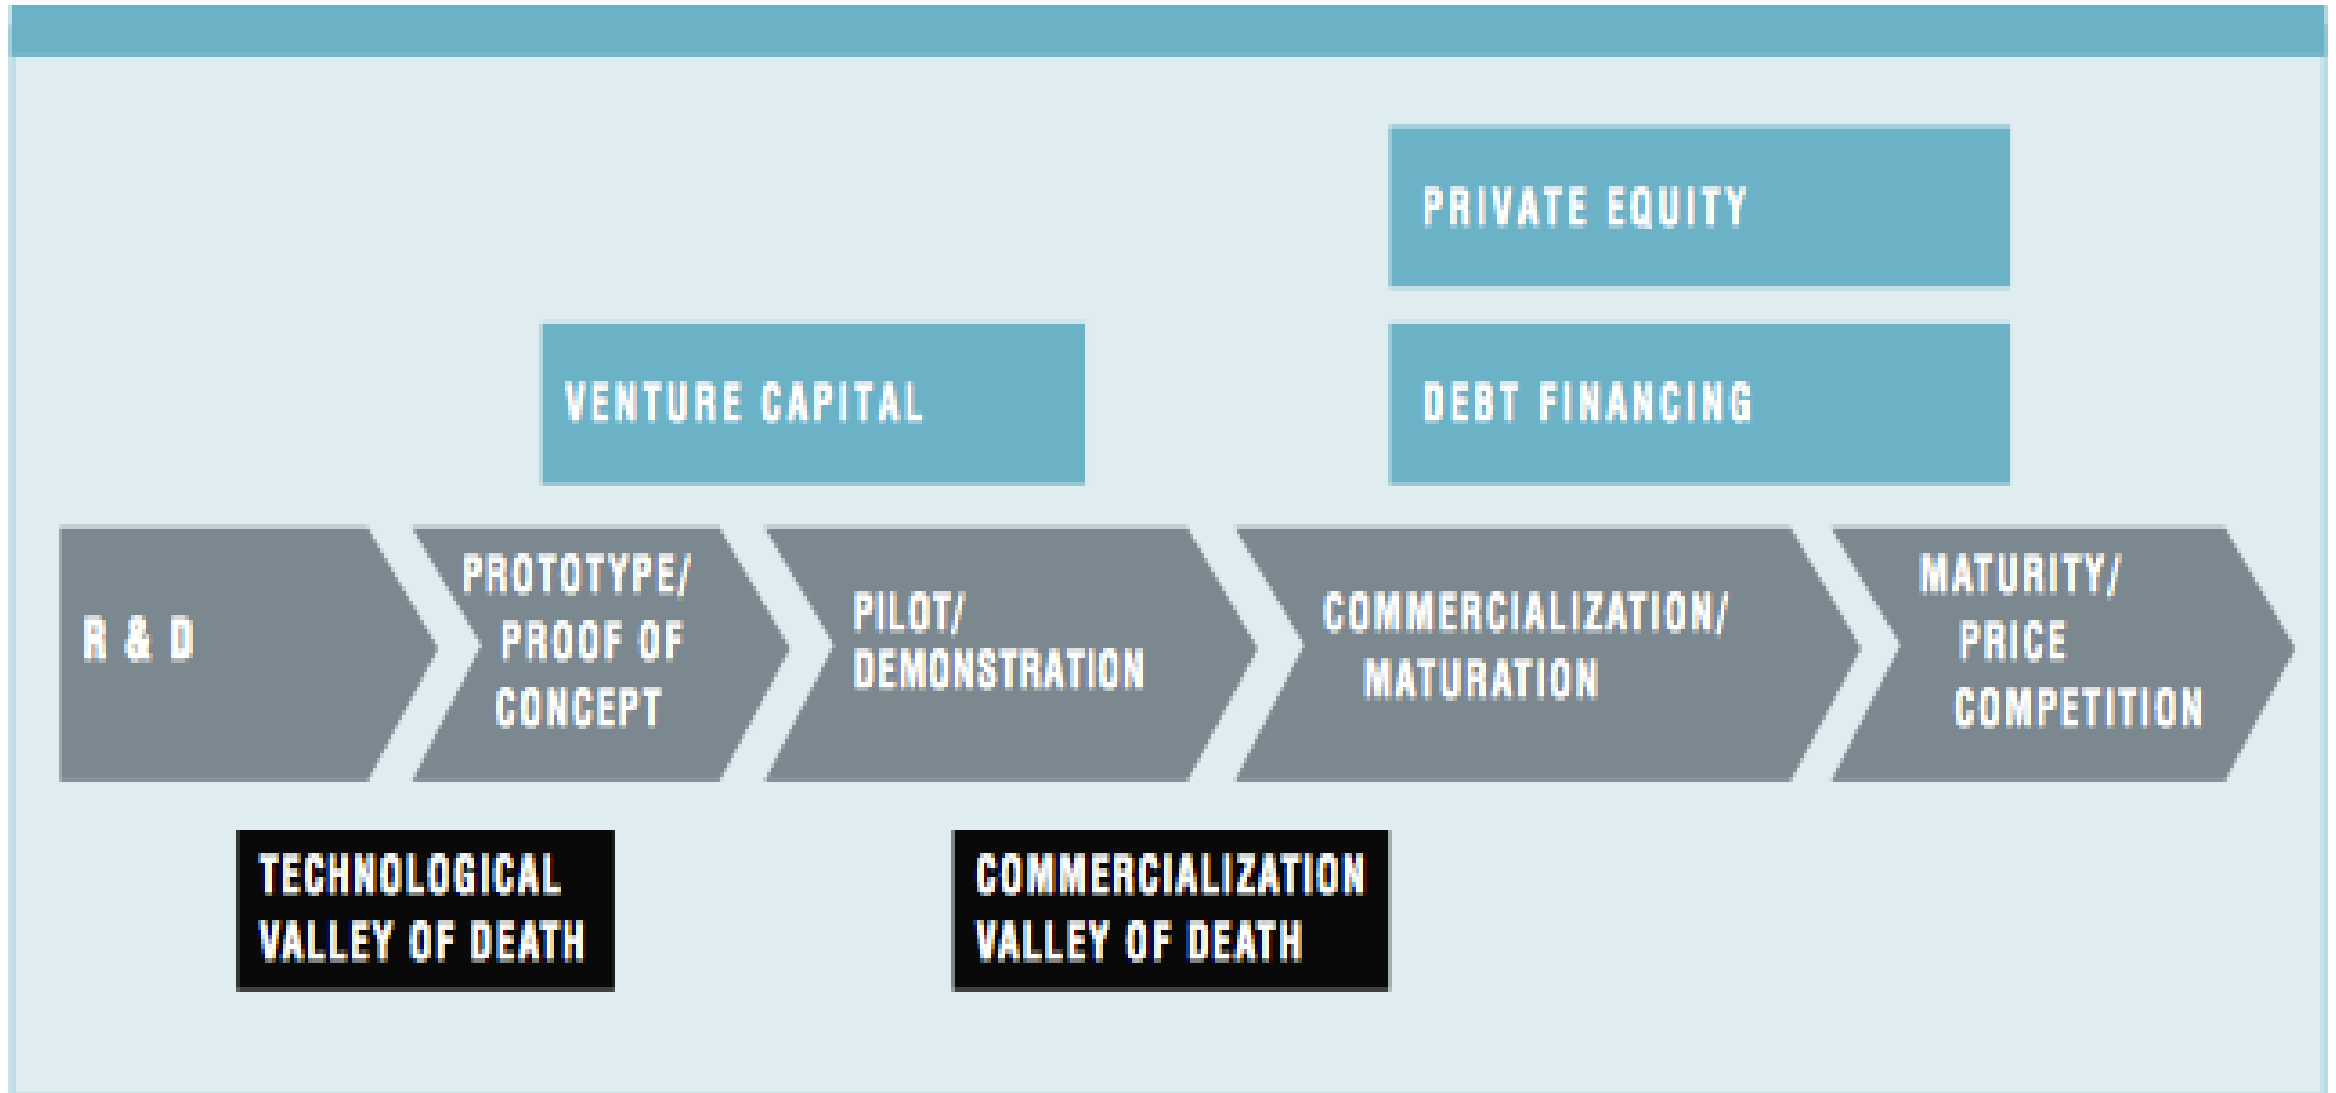 PRIVATE EQUITY
VENTURE CAPITAL
DEBT FINANCING
R & D
PROTOTYPE/
PROOF OF
CONCEPT
PILOT/
DEMONSTRATION
COMMERCIALIZATION/
MATURATION
MATURITY/
PRICE
COMPETITION
TECHNOLOGICAL
VALLEY OF DEATH
COMMERCIALIZATION
VALLEY OF DEATH